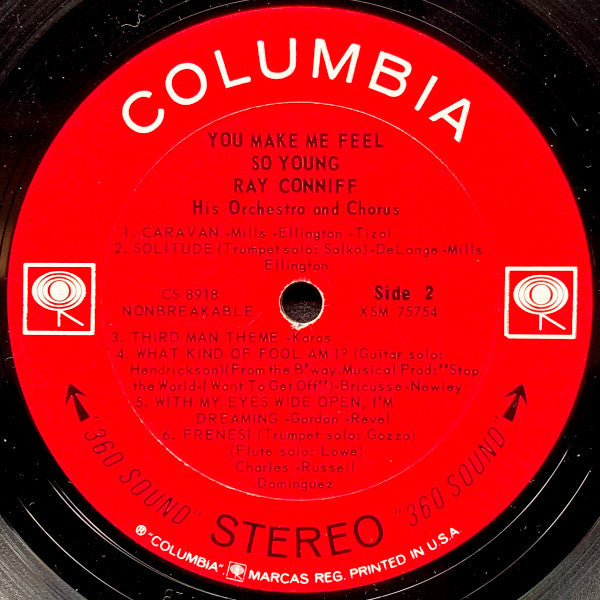 COLUMBIA
YOU MAKE ME FEEL
SO YOUNG
RAY CONNIFF
His Orchestra and Chorus
1. CARAVAN -Mills -Ellington -Tizol
2. SOLITUDE (Trumpet solo: Salko)-DeLange -Mills
Ellington
CS 8918
NONBREAKABLE
Side 2
XSM 75754
3. THIRD MAN THEME -Karas
4. WHAT KIND OF FOOL AM I? (Guitar solo:
Hendrickson)(From the B'way. Musical Prod:"Stop
the World-I Want To Get Off")-Bricusse -Newley
5. WITH MY EYES WIDE OPEN, I'M
DREAMING -Gordon -Revel
6. FRENESI (Trumpet solo: Gozzo)
(Flute solo: Lowe)
Charles -Russell
Dominguez
"360 SOUND" STEREO "360 SOUND"
® "COLUMBIA", MARCAS REG. PRINTED IN U.S.A.